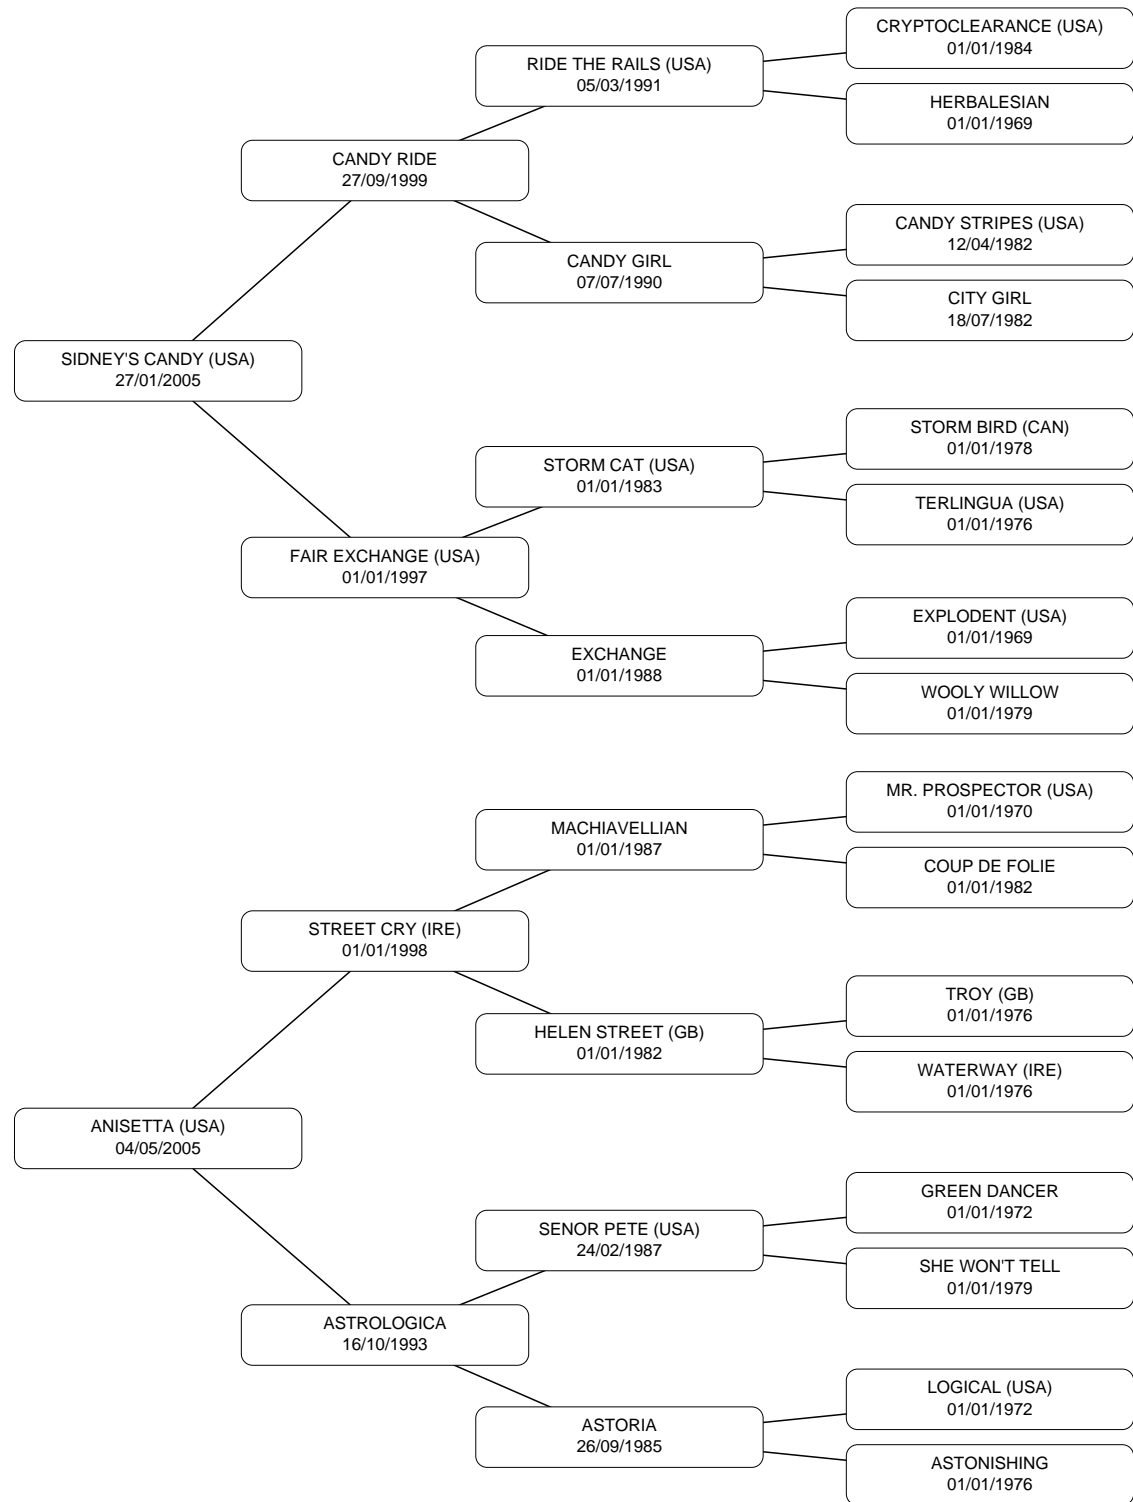 CRYPTOCLEARANCE (USA)
01/01/1984
RIDE THE RAILS (USA)
05/03/1991
HERBALESIAN
01/01/1969
CANDY RIDE
27/09/1999
CANDY STRIPES (USA)
12/04/1982
CANDY GIRL
07/07/1990
CITY GIRL
18/07/1982
SIDNEY'S CANDY (USA)
27/01/2005
STORM BIRD (CAN)
01/01/1978
STORM CAT (USA)
01/01/1983
TERLINGUA (USA)
01/01/1976
FAIR EXCHANGE (USA)
01/01/1997
EXPLODENT (USA)
01/01/1969
EXCHANGE
01/01/1988
WOOLY WILLOW
01/01/1979
MR. PROSPECTOR (USA)
01/01/1970
MACHIAVELLIAN
01/01/1987
COUP DE FOLIE
01/01/1982
STREET CRY (IRE)
01/01/1998
TROY (GB)
01/01/1976
HELEN STREET (GB)
01/01/1982
WATERWAY (IRE)
01/01/1976
ANISETTA (USA)
04/05/2005
GREEN DANCER
01/01/1972
SENOR PETE (USA)
24/02/1987
SHE WON'T TELL
01/01/1979
ASTROLOGICA
16/10/1993
LOGICAL (USA)
01/01/1972
ASTORIA
26/09/1985
ASTONISHING
01/01/1976